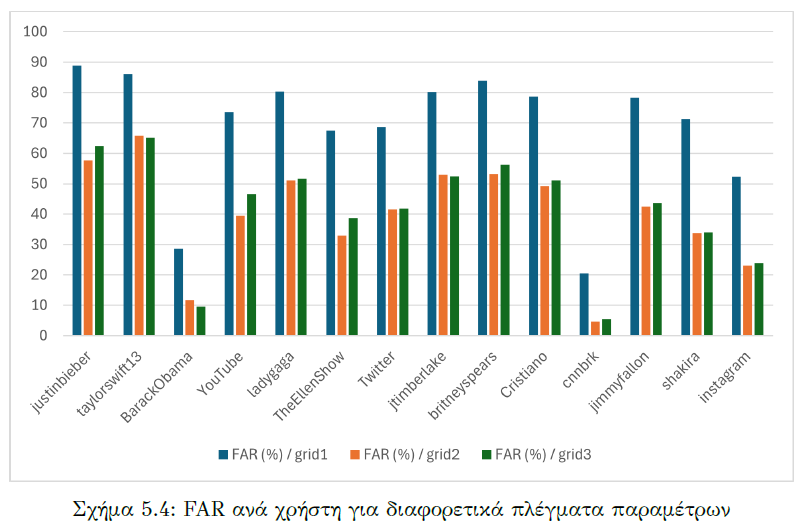 100
90
80
70
60
50
40
30
20
10
0
justinbieber
taylorswift13
BarackObama
YouTube
ladygaga
TheEllenShow
Twitter
jtimberlake
britneyspears
Cristiano
cnnbrk
jimmyfallon
shakira
instagram
FAR (%) / grid1 FAR (%) / grid2 FAR (%) / grid3
Σχήμα 5.4: FAR ανά χρήστη για διαφορετικά πλέγματα παραμέτρων